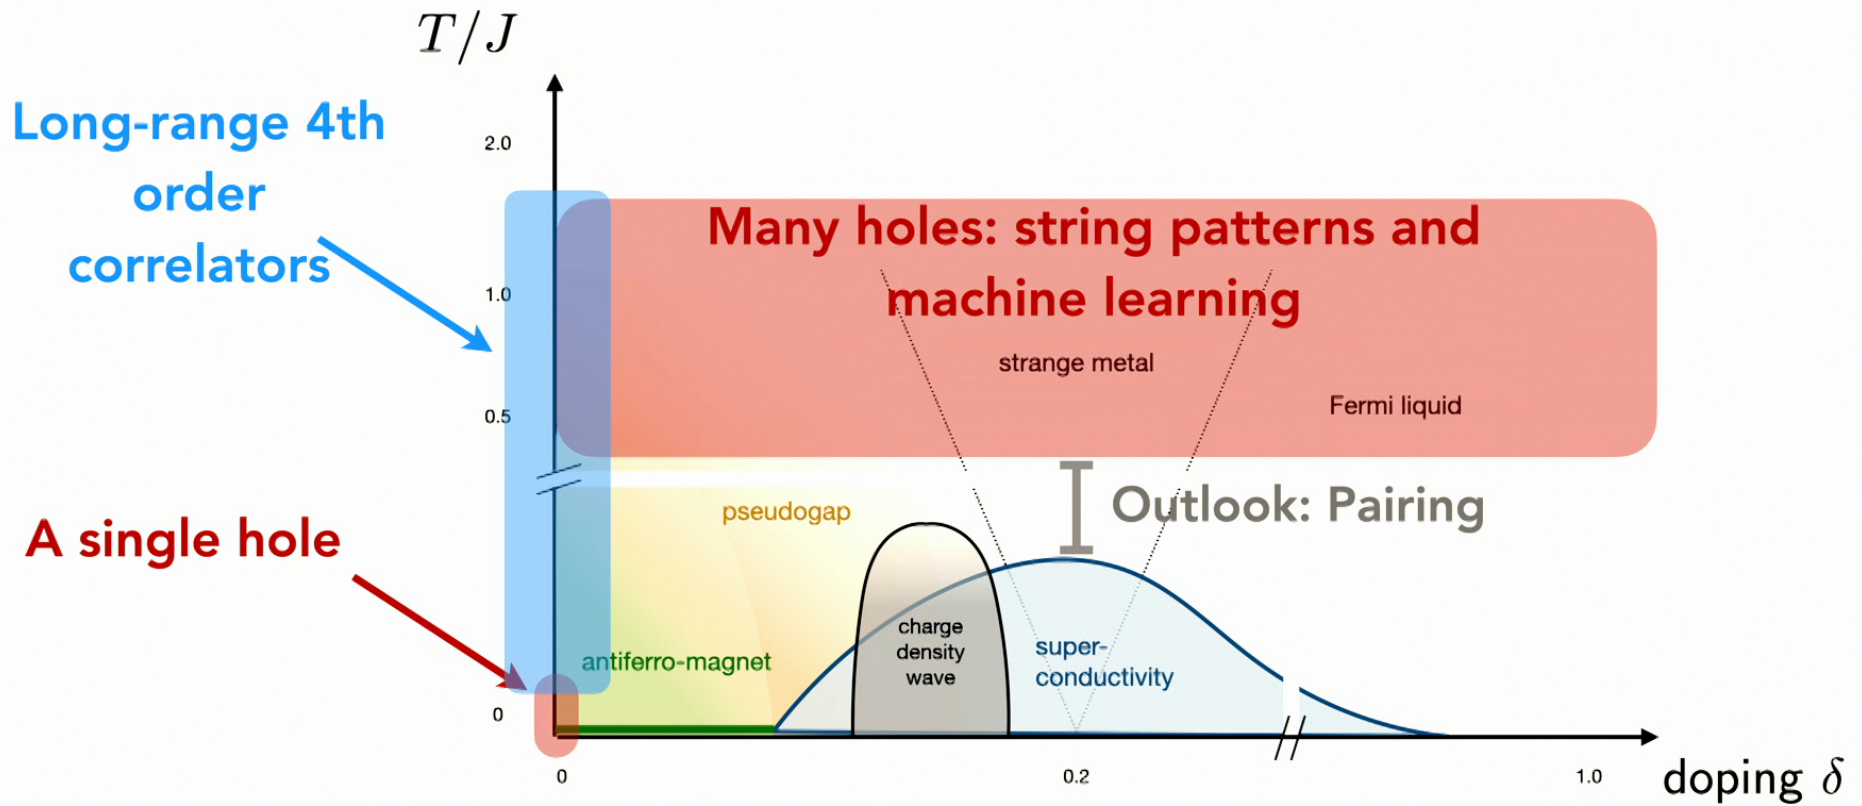 T/J
Long-range 4th
order
correlators
2.0
1.0
0.5
0
Many holes: string patterns and
machine learning
strange metal
Fermi liquid
Outlook: Pairing
pseudogap
A single hole
antiferro-magnet
charge
density
wave
super-
conductivity
0
0.2
1.0
doping δ